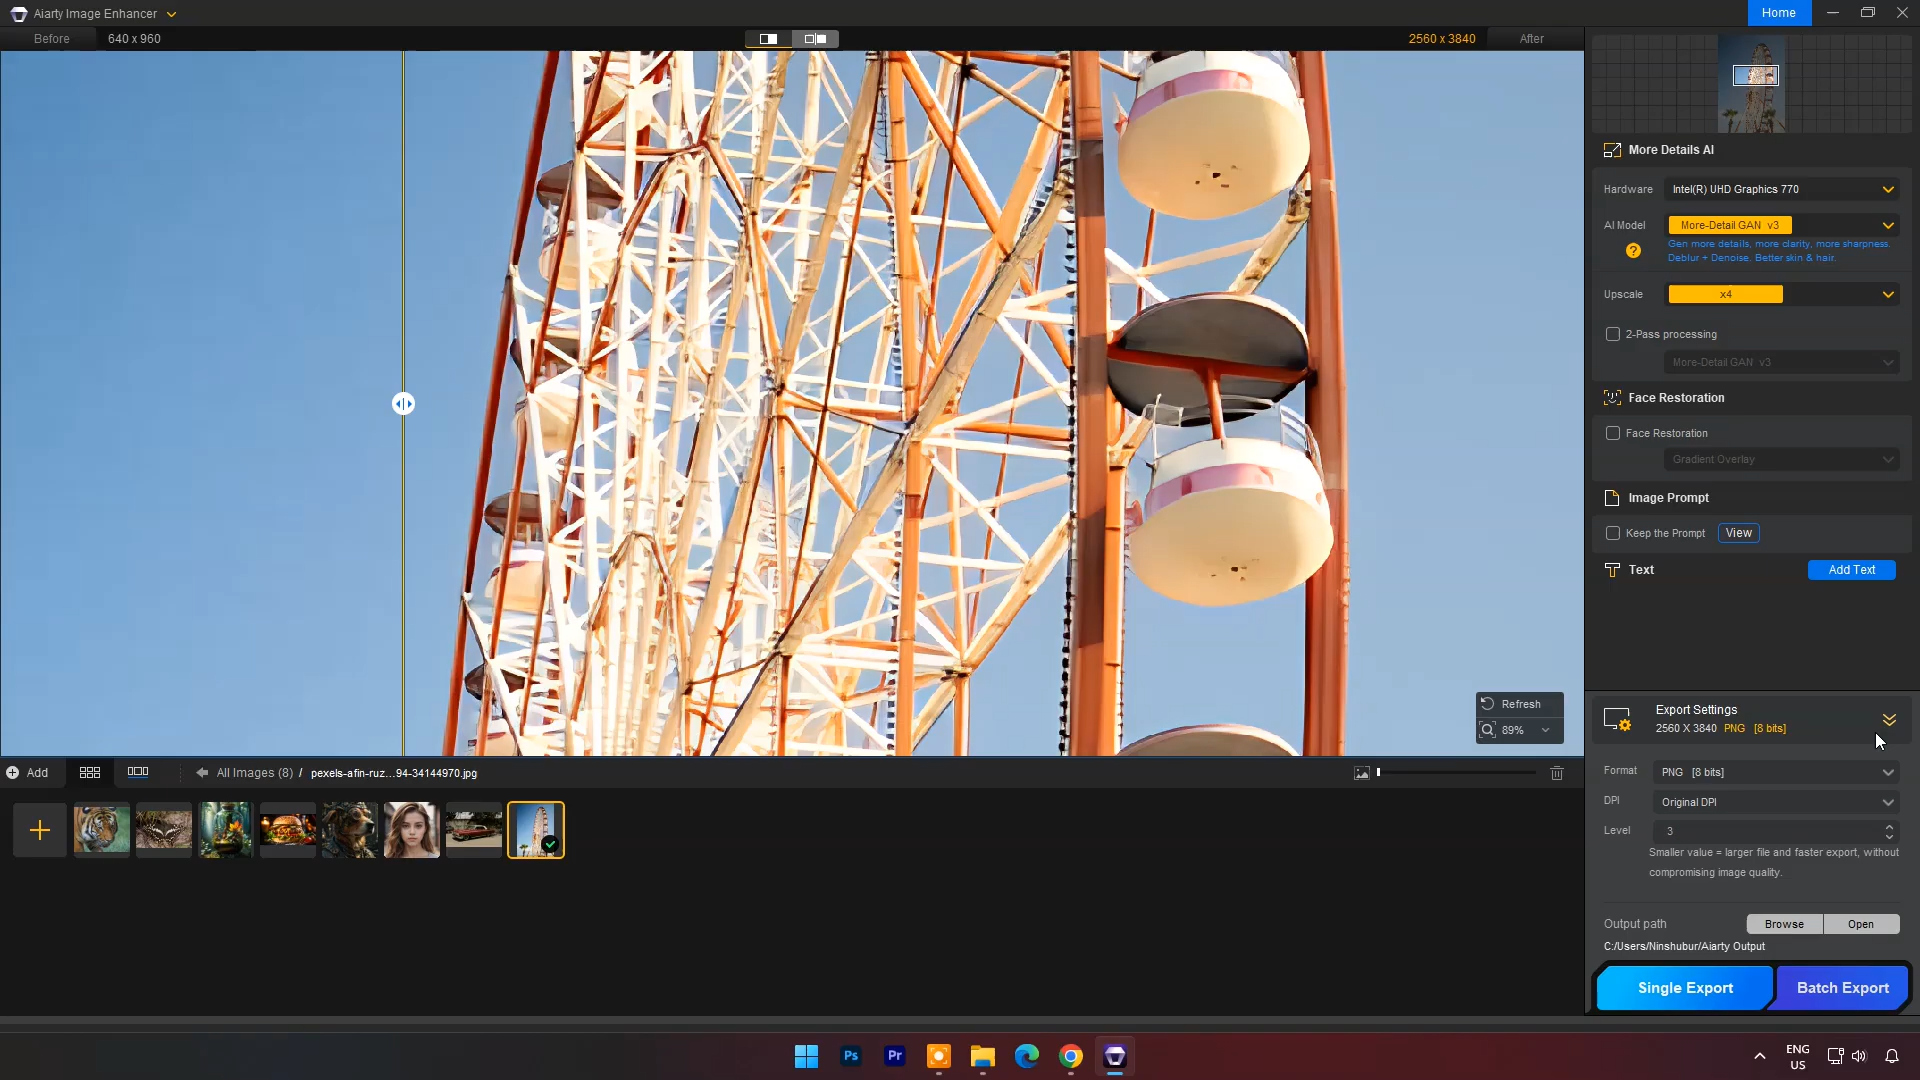 Aiarty Image Enhancer
Home
Before
640 x 960
2560 x 3840
After
More Details AI
Hardware
Intel(R) UHD Graphics 770
AI Model
More-Detail GAN v3
Gen more details, more clarity, more sharpness.
Deblur + Denoise. Better skin & hair.
?
Upscale
x4
2-Pass processing
More-Detail GAN v3
Face Restoration
Face Restoration
Gradient Overlay
Image Prompt
Keep the Prompt
View
Text
Add Text
Refresh
89%
Export Settings
2560 X 3840 PNG [8 bits]
Add
All Images (8) / pexels-afin-ruz...94-34144970.jpg
Format
PNG [8 bits]
DPI
Original DPI
Level
3
Smaller value = larger file and faster export, without
compromising image quality.
Output path
Browse
Open
C:/Users/Ninshubur/Aiarty Output
Single Export
Batch Export
Ps
Pr
ENG
US